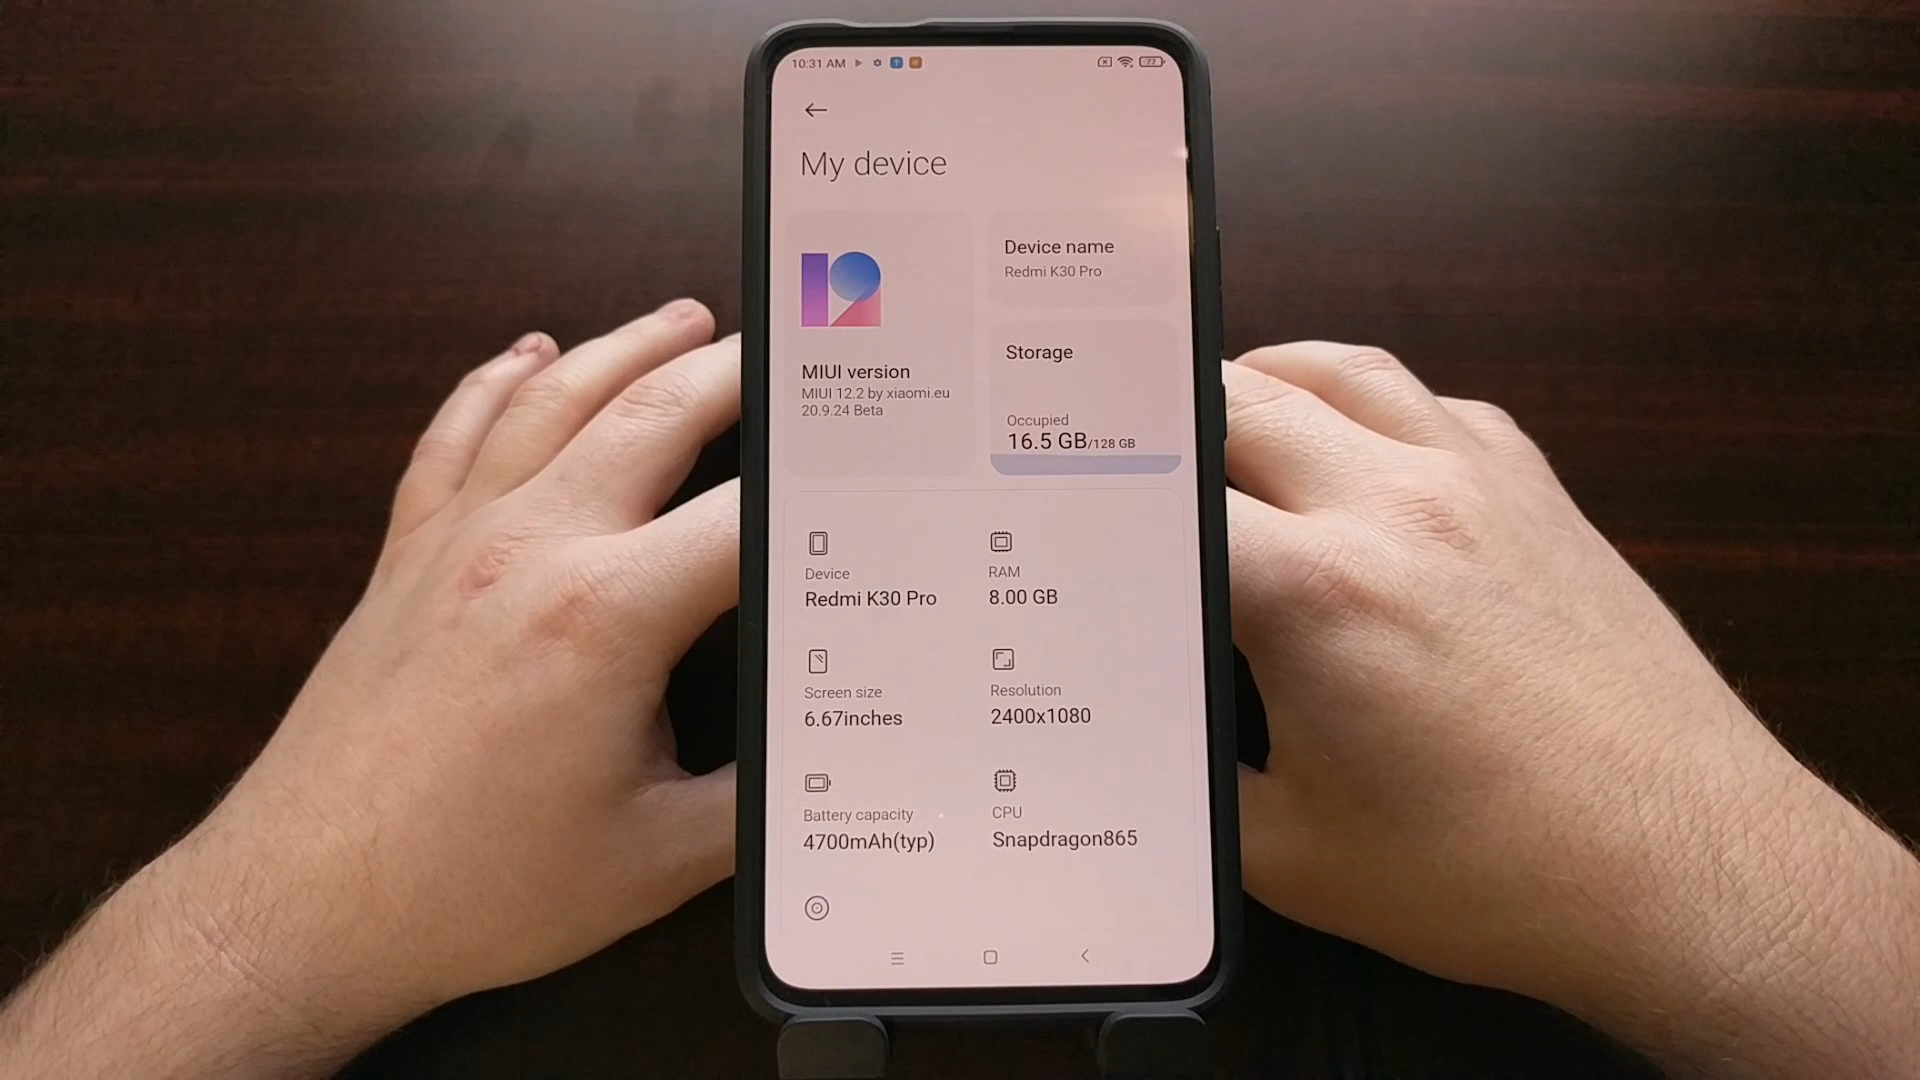 10:31 AM
77
My device
Device name
Redmi K30 Pro
MIUI version
MIUI 12.2 by xiaomi.eu
20.9.24 Beta
Storage
Occupied
16.5 GB/128 GB
Device
Redmi K30 Pro
RAM
8.00 GB
Screen size
6.67inches
Resolution
2400x1080
Battery capacity
4700mAh(typ)
CPU
Snapdragon865